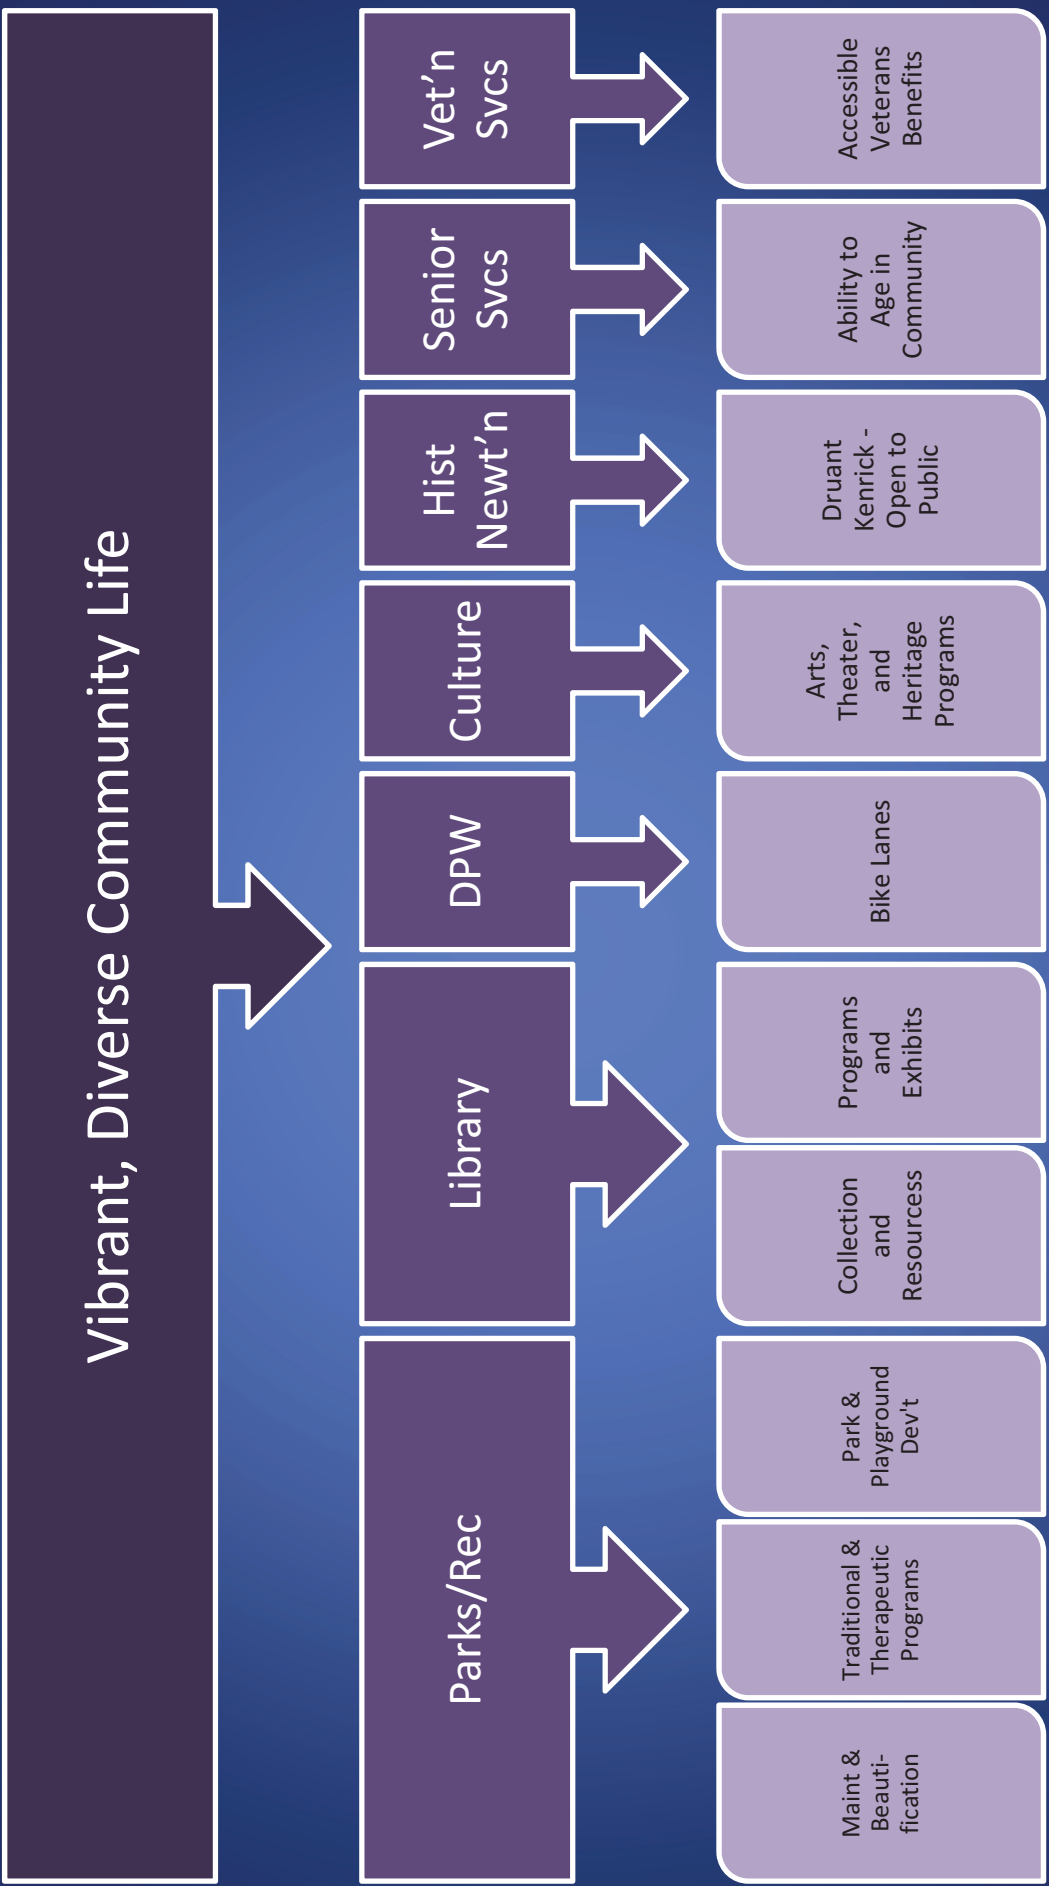 Vibrant, Diverse Community Life
Parks/Rec
Library
DPW
Culture
Hist
Newt’n
Senior
Svcs
Vet’n
Svcs
Maint &
Beauti-
fication
Traditional &
Therapeutic
Programs
Park &
Playground
Dev't
Collection
and
Resourcess
Programs
and
Exhibits
Bike Lanes
Arts,
Theater,
and
Heritage
Programs
Druant
Kenrick -
Open to
Public
Ability to
Age in
Community
Accessible
Veterans
Benefits